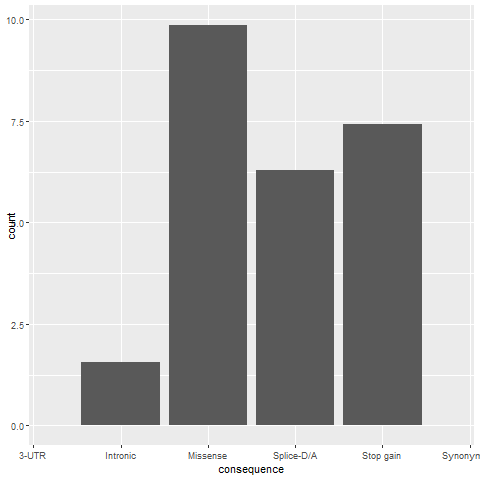 10.0
7.5
5.0
2.5
0.0
count
3-UTR Intronic Missense Splice-D/A Stop gain Synonyn
consequence